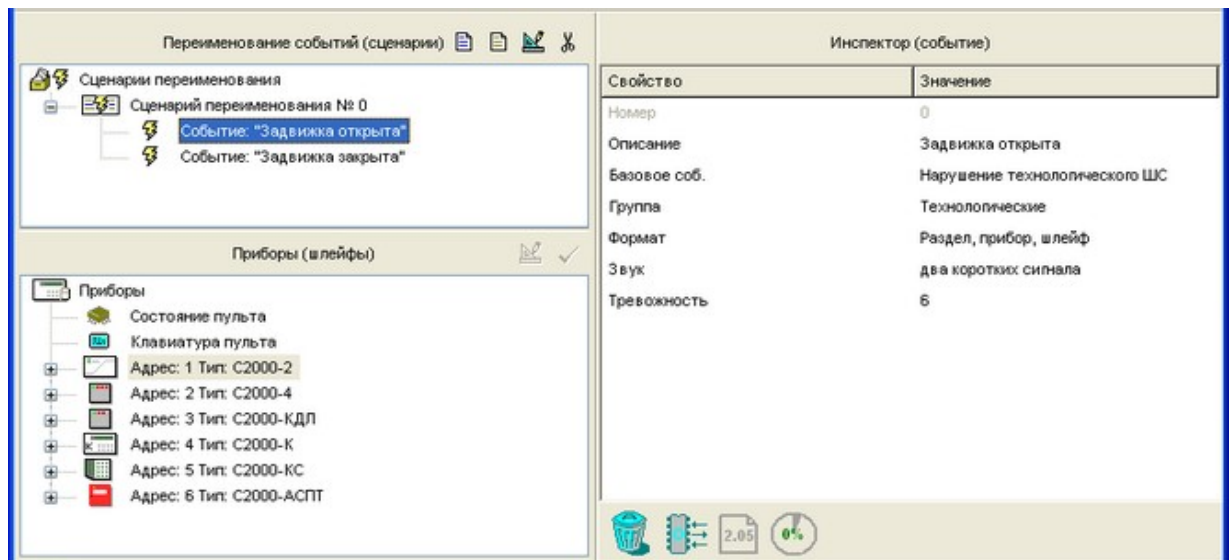 Переименование событий (сценарии)
Сценарии переименования
Сценарий переименования № 0
Событие: "Задвижка открыта"
Событие: "Задвижка закрыта"
Приборы (шлейфы)
Приборы
Состояние пульта
Клавиатура пульта
Адрес: 1 Тип: С2000-2
Адрес: 2 Тип: С2000-4
Адрес: 3 Тип: С2000-КДЛ
Адрес: 4 Тип: С2000-К
Адрес: 5 Тип: С2000-КС
Адрес: 6 Тип: С2000-АСПТ
Инспектор (событие)
Свойство Значение
Номер 0
Описание Задвижка открыта
Базовое соб. Нарушение технологического ШС
Группа Технологические
Формат Раздел, прибор, шлейф
Звук два коротких сигнала
Тревожность 6
2.05 0%